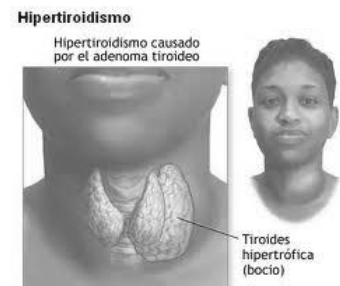 Hipertiroidismo
Hipertiroidismo causado
por el adenoma tiroideo
Tiroides
hipertrófica
(bocio)